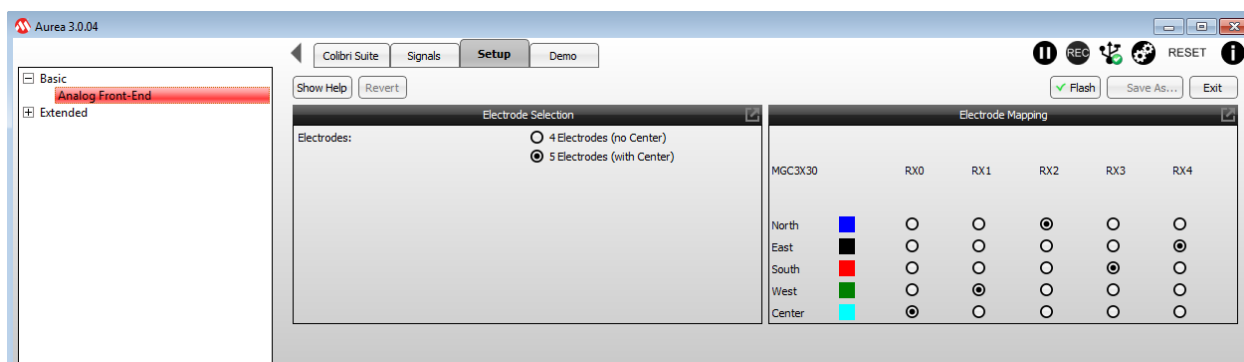 Aurea 3.0.04
Colibri Suite Signals Setup Demo
REC RESET
Basic
Analog Front-End
Extended
Show Help Revert
Flash Save As... Exit
Electrode Selection
Electrodes: 4 Electrodes (no Center)
5 Electrodes (with Center)
Electrode Mapping
MGC3X30 RX0 RX1 RX2 RX3 RX4
North
East
South
West
Center